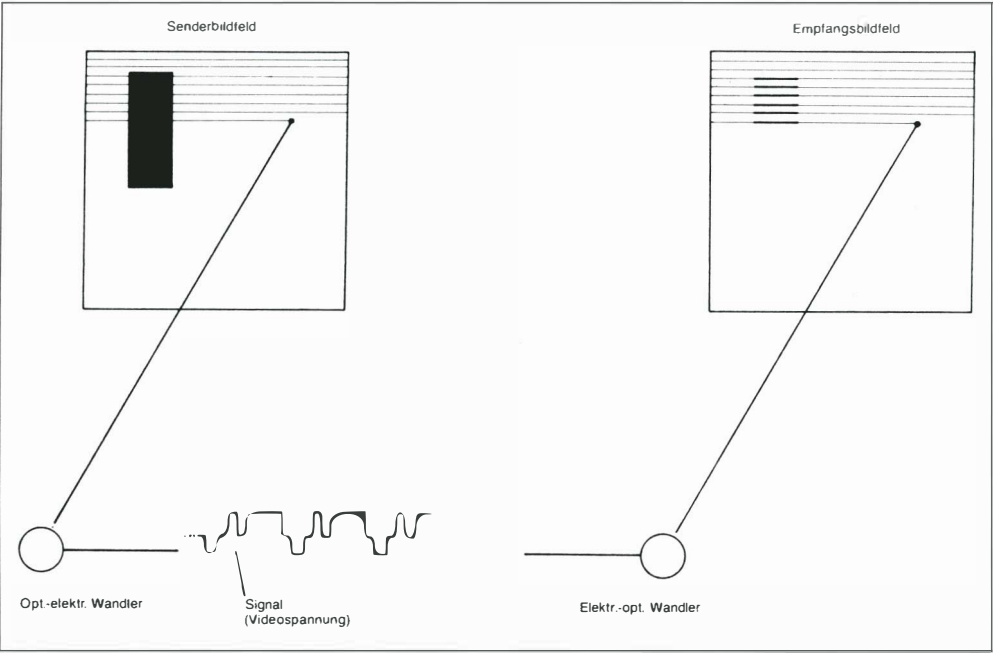 Senderbildfeld
Empfangsbildfeld
Opt.-elektr. Wandler
Signal
(Videospannung)
Elektr.-opt. Wandler